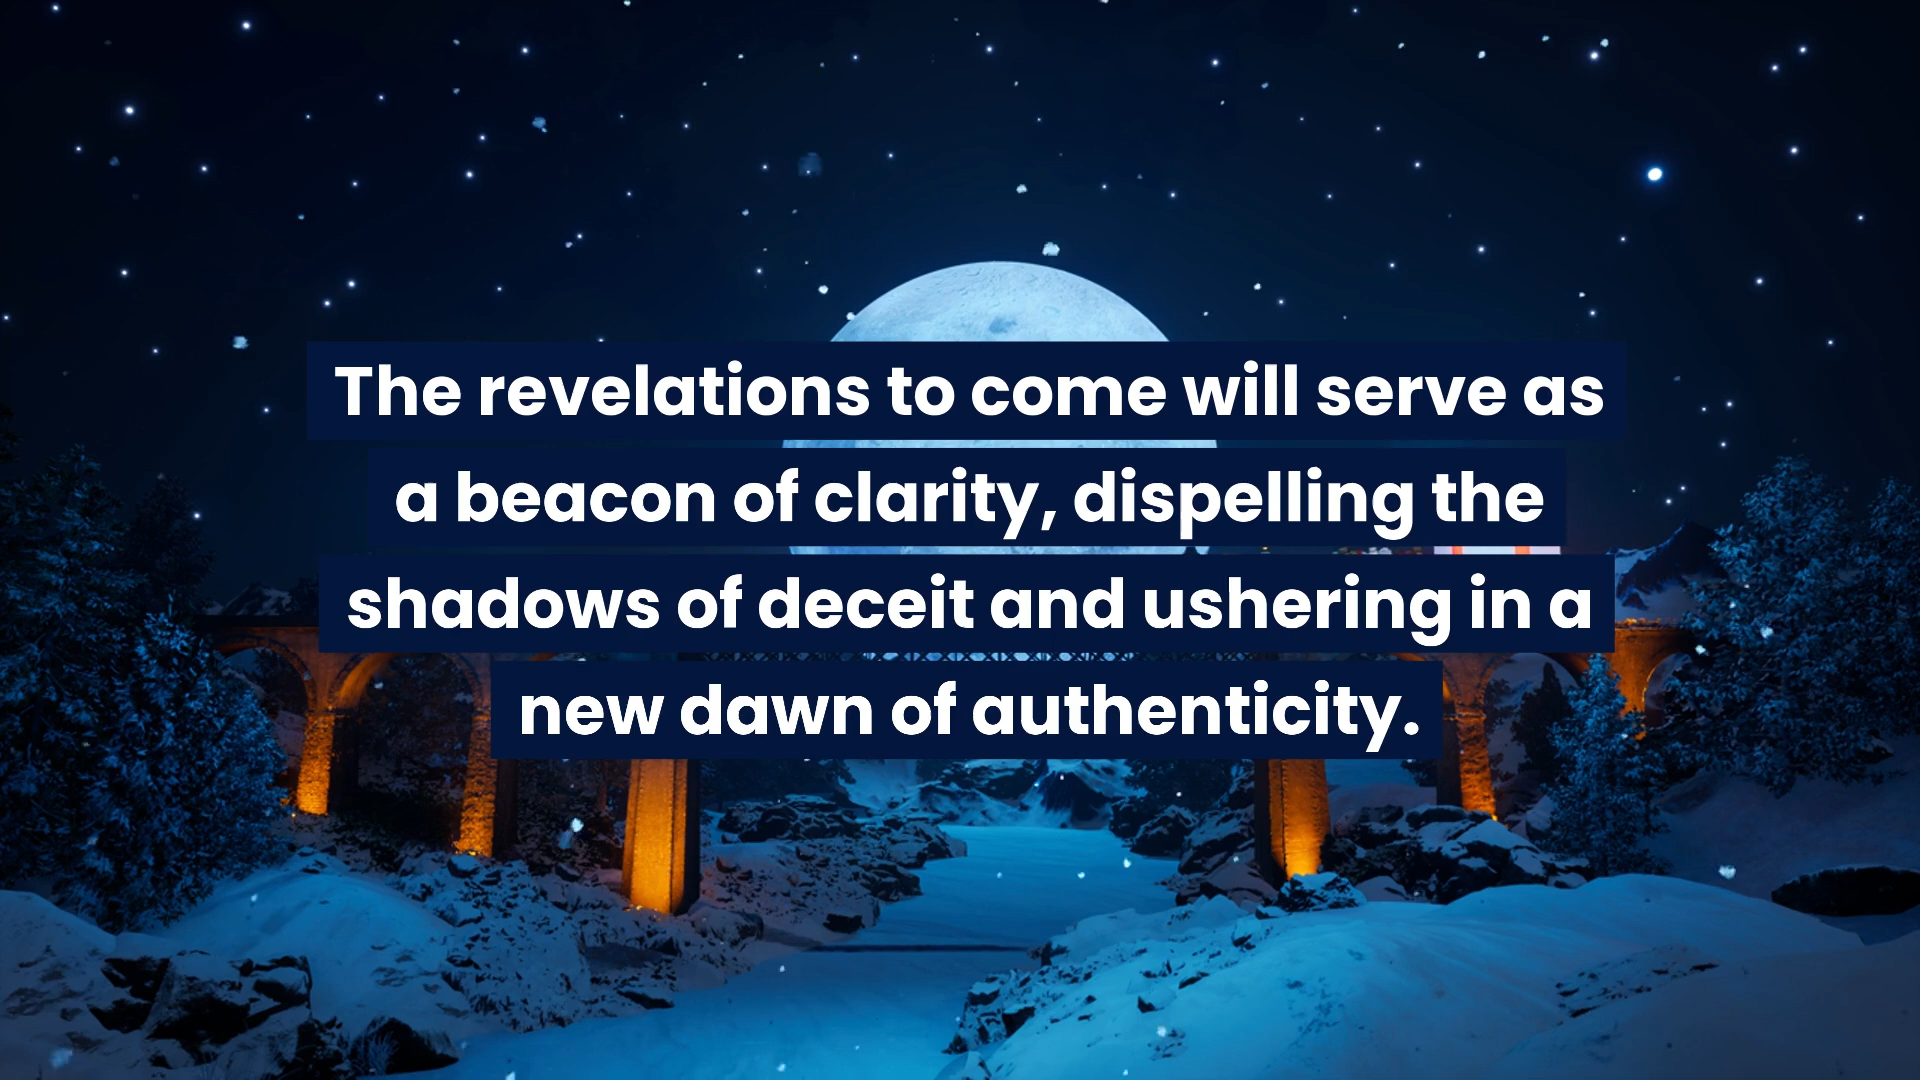 The revelations to come will serve as
a beacon of clarity, dispelling the
shadows of deceit and ushering in a
new dawn of authenticity.